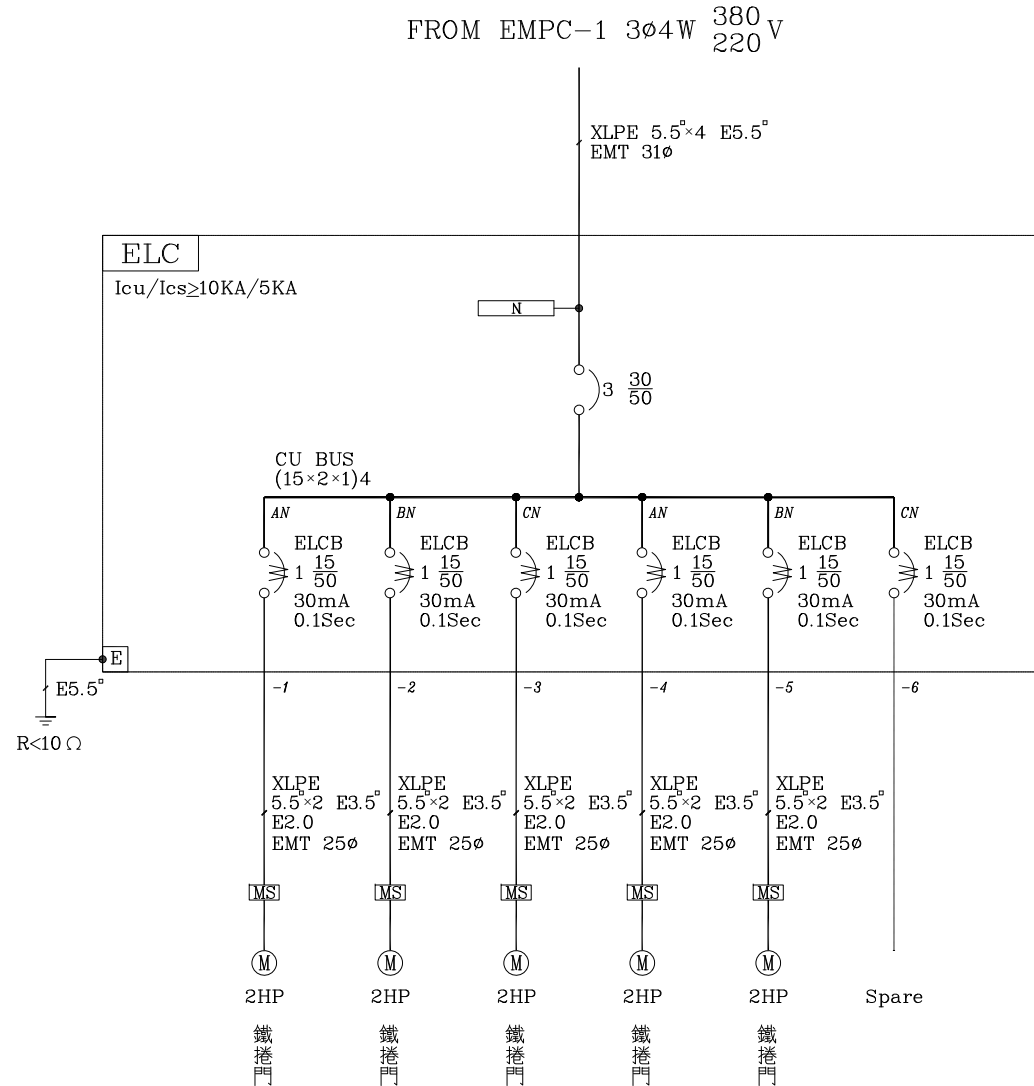 FROM EMPC-1 3ø4W 380/220 V
XLPE 5.5□×4 E5.5□
EMT 31ø
ELC
Icu/Ics≥10KA/5KA
N
3 30/50
CU BUS
(15×2×1)4
AN BN CN AN BN CN
ELCB ELCB ELCB ELCB ELCB ELCB
1 15/50 1 15/50 1 15/50 1 15/50 1 15/50 1 15/50
30mA 30mA 30mA 30mA 30mA 30mA
0.1Sec 0.1Sec 0.1Sec 0.1Sec 0.1Sec 0.1Sec
E
E5.5□
R<10Ω
-1 -2 -3 -4 -5 -6
XLPE XLPE XLPE XLPE XLPE
5.5□×2 E3.5□ 5.5□×2 E3.5□ 5.5□×2 E3.5□ 5.5□×2 E3.5□ 5.5□×2 E3.5□
E2.0 E2.0 E2.0 E2.0 E2.0
EMT 25ø EMT 25ø EMT 25ø EMT 25ø EMT 25ø
MS MS MS MS MS
M M M M M
2HP 2HP 2HP 2HP 2HP Spare
鐵捲門 鐵捲門 鐵捲門 鐵捲門 鐵捲門